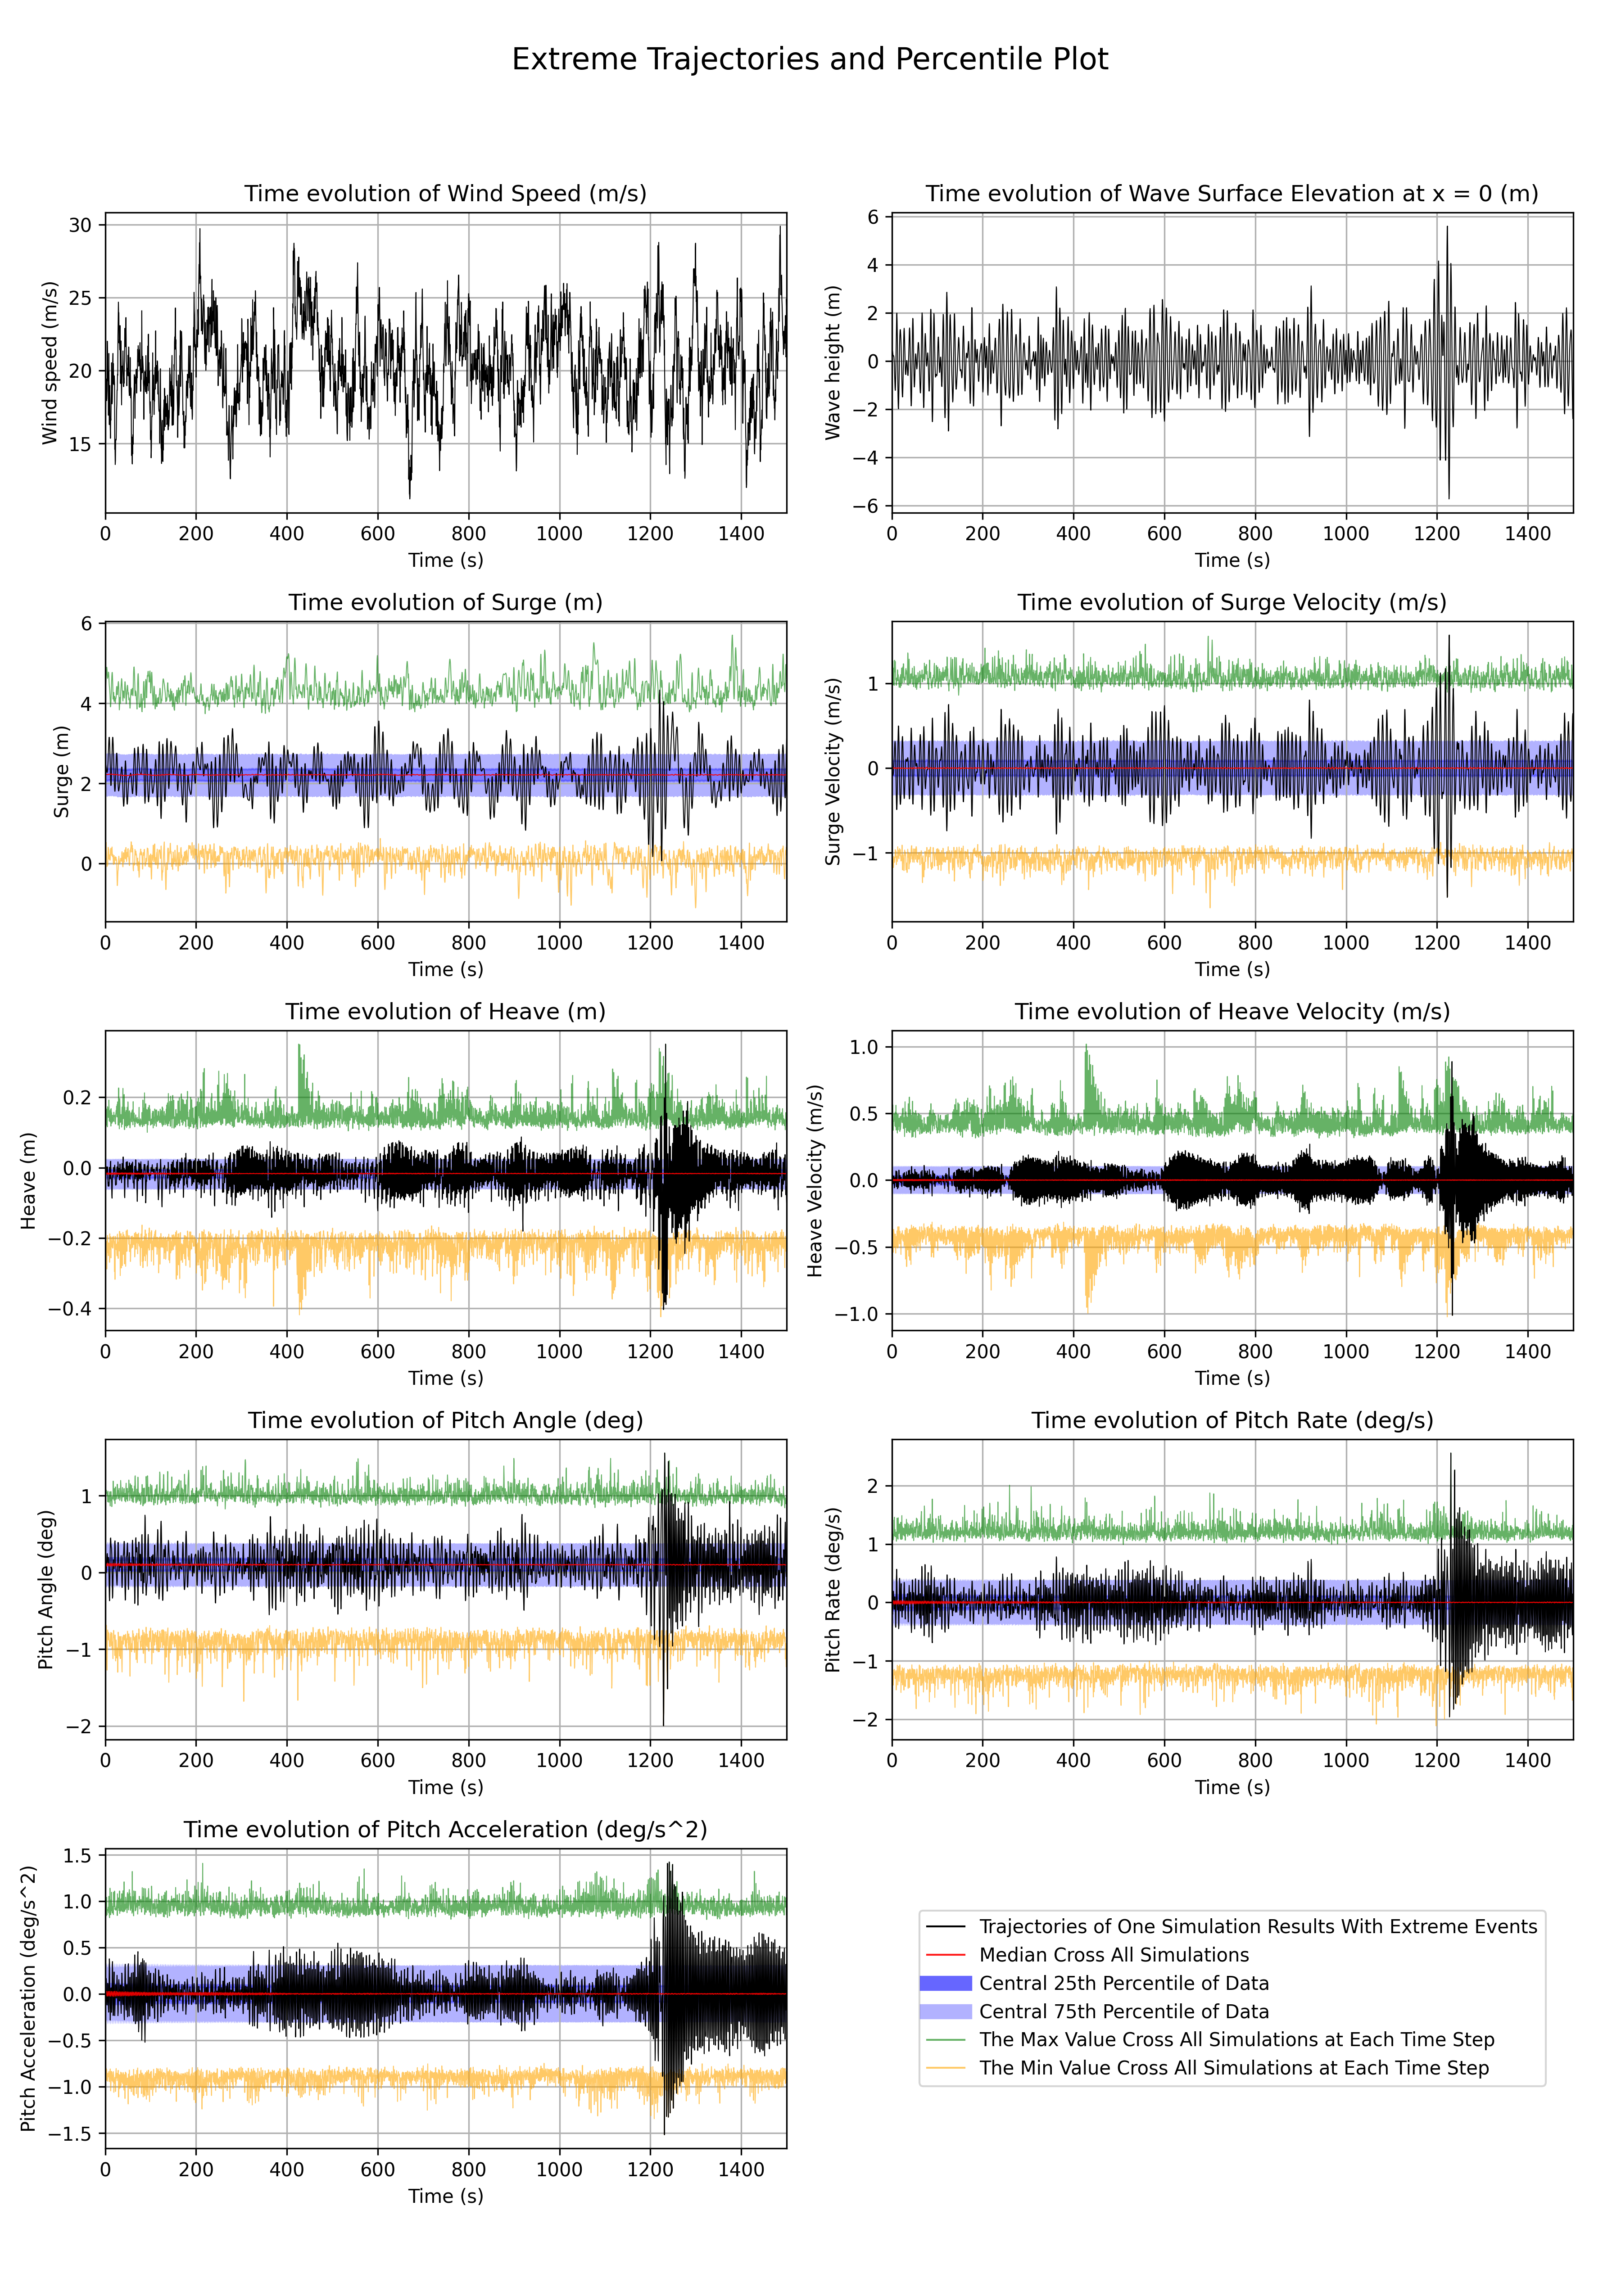 Extreme Trajectories and Percentile Plot
Time evolution of Wind Speed (m/s)
Wind speed (m/s)
30
25
20
15
0 200 400 600 800 1000 1200 1400
Time (s)
Time evolution of Wave Surface Elevation at x = 0 (m)
Wave height (m)
6
4
2
0
−2
−4
−6
0 200 400 600 800 1000 1200 1400
Time (s)
Time evolution of Surge (m)
Surge (m)
6
4
2
0
0 200 400 600 800 1000 1200 1400
Time (s)
Time evolution of Surge Velocity (m/s)
Surge Velocity (m/s)
1
0
−1
0 200 400 600 800 1000 1200 1400
Time (s)
Time evolution of Heave (m)
Heave (m)
0.2
0.0
−0.2
−0.4
0 200 400 600 800 1000 1200 1400
Time (s)
Time evolution of Heave Velocity (m/s)
Heave Velocity (m/s)
1.0
0.5
0.0
−0.5
−1.0
0 200 400 600 800 1000 1200 1400
Time (s)
Time evolution of Pitch Angle (deg)
Pitch Angle (deg)
1
0
−1
−2
0 200 400 600 800 1000 1200 1400
Time (s)
Time evolution of Pitch Rate (deg/s)
Pitch Rate (deg/s)
2
1
0
−1
−2
0 200 400 600 800 1000 1200 1400
Time (s)
Time evolution of Pitch Acceleration (deg/s^2)
Pitch Acceleration (deg/s^2)
1.5
1.0
0.5
0.0
−0.5
−1.0
−1.5
0 200 400 600 800 1000 1200 1400
Time (s)
Trajectories of One Simulation Results With Extreme Events
Median Cross All Simulations
Central 25th Percentile of Data
Central 75th Percentile of Data
The Max Value Cross All Simulations at Each Time Step
The Min Value Cross All Simulations at Each Time Step